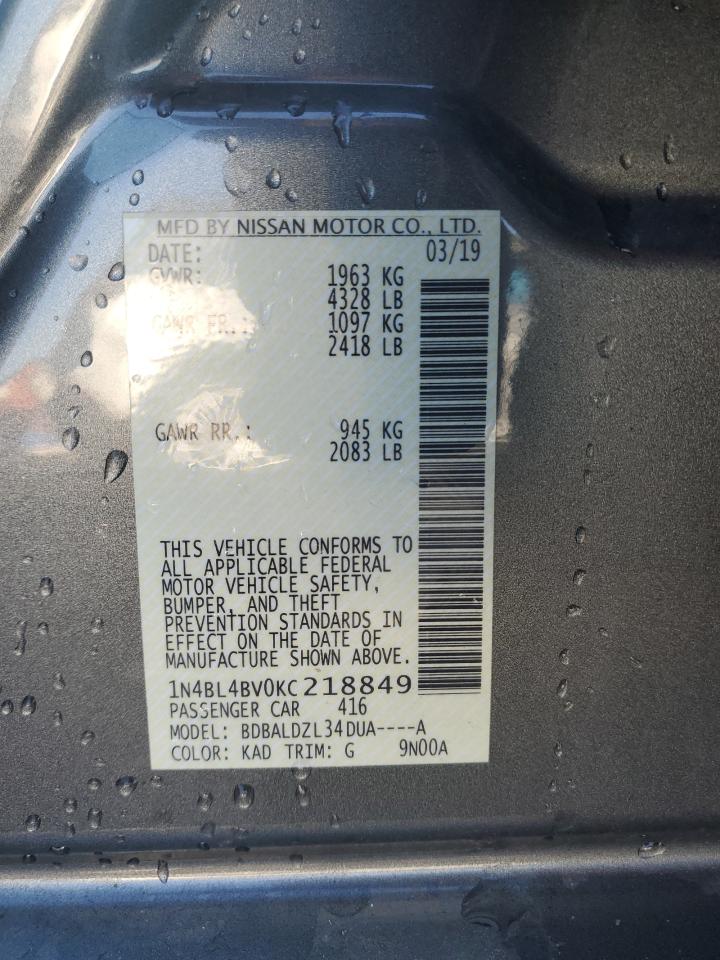 MFD BY NISSAN MOTOR CO., LTD.
DATE: 03/19
GVWR: 1963 KG
4328 LB
GAWR FR.: 1097 KG
2418 LB
GAWR RR.: 945 KG
2083 LB
THIS VEHICLE CONFORMS TO
ALL APPLICABLE FEDERAL
MOTOR VEHICLE SAFETY,
BUMPER, AND THEFT
PREVENTION STANDARDS IN
EFFECT ON THE DATE OF
MANUFACTURE SHOWN ABOVE.
1N4BL4BV0KC218849
PASSENGER CAR 416
MODEL: BDBALDZL34DUA----A
COLOR: KAD TRIM: G 9N00A